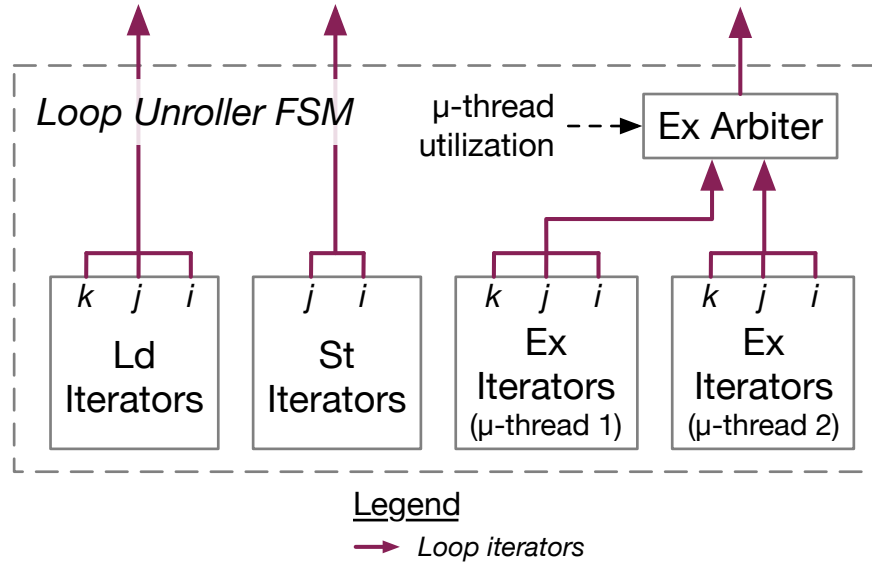 Loop Unroller FSM
µ-thread
utilization
Ex Arbiter
k j i
Ld
Iterators
j i
St
Iterators
k j i
Ex
Iterators
(µ-thread 1)
k j i
Ex
Iterators
(µ-thread 2)
Legend
Loop iterators